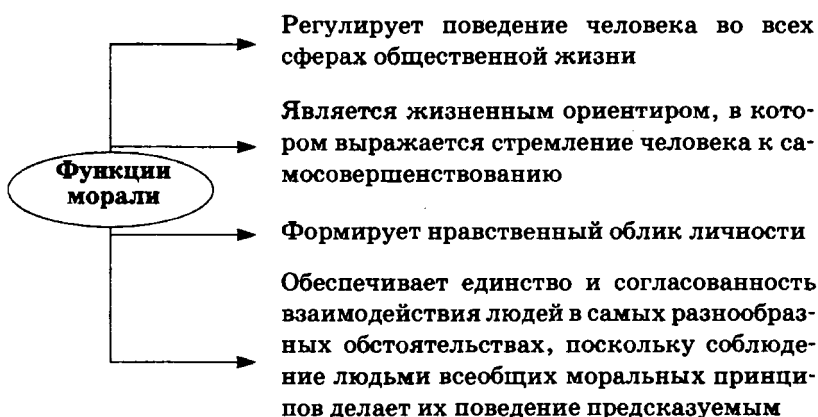 Регулирует поведение человека во всех
сферах общественной жизни
Является жизненным ориентиром, в кото-
ром выражается стремление человека к са-
мосовершенствованию
Функции
морали
Формирует нравственный облик личности
Обеспечивает единство и согласованность
взаимодействия людей в самых разнообраз-
ных обстоятельствах, поскольку соблюде-
ние людьми всеобщих моральных принци-
пов делает их поведение предсказуемым